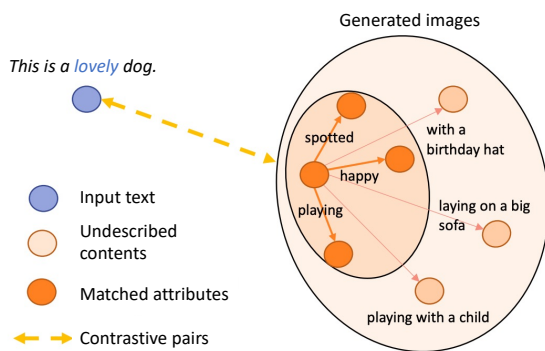 Generated images
This is a lovely dog.
spotted
with a
birthday hat
happy
playing
laying on a big
sofa
playing with a child
Input text
Undescribed
contents
Matched attributes
Contrastive pairs